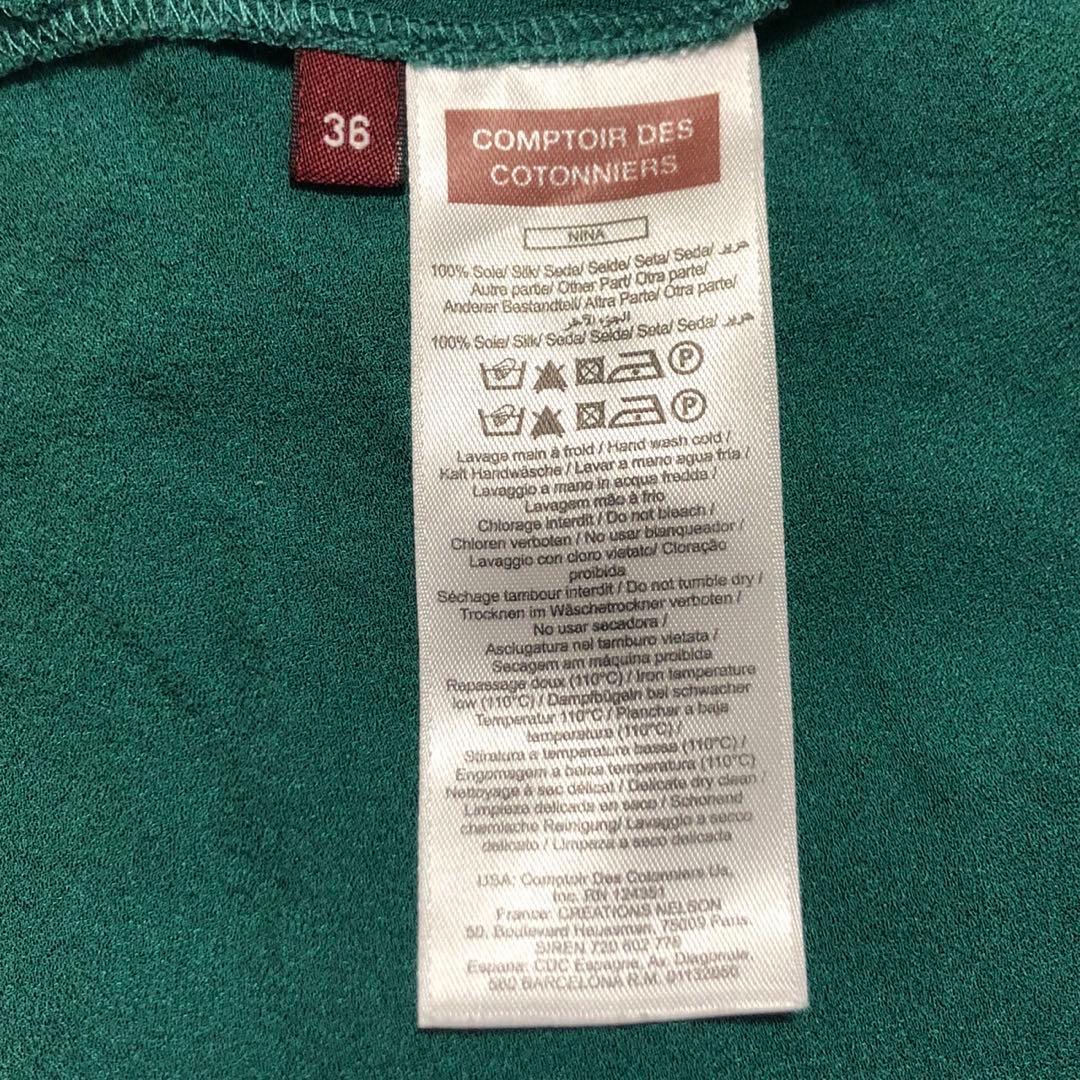 36
COMPTOIR DES
COTONNIERS
NINA
100% Soie/ Silk/ Seda/ Seide/ Seta/ Seda/ حرير
Autre partie/ Other Part/ Otra parte/
Anderer Bestandteil/ Altra Parte/ Otra parte/
الجزء الآخر
100% Soie/ Silk/ Seda/ Seide/ Seta/ Seda/ حرير
P
P
Lavage main à froid / Hand wash cold /
Kalt Handwäsche / Lavar a mano agua fria /
Lavaggio a mano in acqua fredda /
Lavagem mão à frio
Chlorage interdit / Do not bleach /
Chloren verboten / No usar blanqueador /
Lavaggio con cloro vietato/ Cloração
proibida
Séchage tambour interdit / Do not tumble dry /
Trocknen im Wäschetrockner verboten /
No usar secadora /
Asciugatura nel tamburo vietata /
Secagem em máquina proibida
Repassage doux (110°C) / Iron temperature
low (110°C) / Dampfbügeln bei schwacher
Temperatur 110°C / Planchar a baja
temperatura (110°C) /
Stiratura a temperatura bassa (110°C) /
Engomagem a baixa temperatura (110°C)
Nettoyage à sec délicat / Delicate dry clean /
Limpieza delicada en seco / Schonend
chemische Reinigung/ Lavaggio a secco
delicato / Limpeza a seco delicada
USA: Comptoir Des Cotonniers Us,
Inc. RN 124351
France: CREATIONS NELSON
50, Boulevard Haussman, 75009 Paris.
SIREN 720 602 776
Espana: CDC Espagne, Av. Diagonale,
580 BARCELONA R.M. 01132056